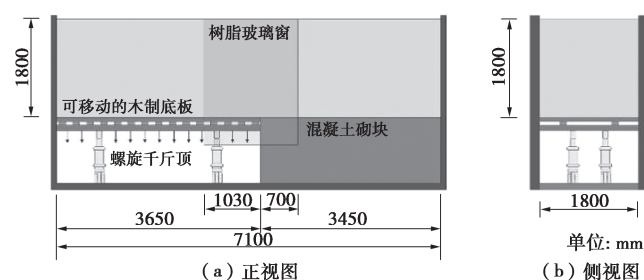 树脂玻璃窗
1800
1800
可移动的木制底板
混凝土砌块
螺旋千斤顶
1030 700
1800
3650
3450
7100
单位: mm
(a) 正视图
(b) 侧视图